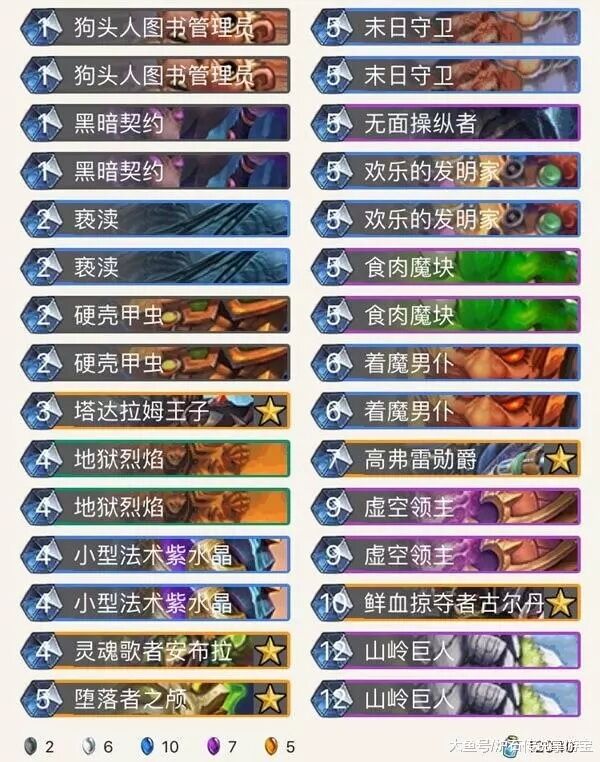 1 狗头人图书管理员
1 狗头人图书管理员
1 黑暗契约
1 黑暗契约
2 亵渎
2 亵渎
2 硬壳甲虫
2 硬壳甲虫
3 塔达拉姆王子
4 地狱烈焰
4 地狱烈焰
4 小型法术紫水晶
4 小型法术紫水晶
4 灵魂歌者安布拉
5 堕落者之颅
5 末日守卫
5 末日守卫
5 无面操纵者
5 欢乐的发明家
5 欢乐的发明家
5 食肉魔块
5 食肉魔块
6 着魔男仆
6 着魔男仆
7 高弗雷勋爵
9 虚空领主
9 虚空领主
10 鲜血掠夺者古尔丹
12 山岭巨人
12 山岭巨人
2 6 10 7 5
大鱼号/炉石传说